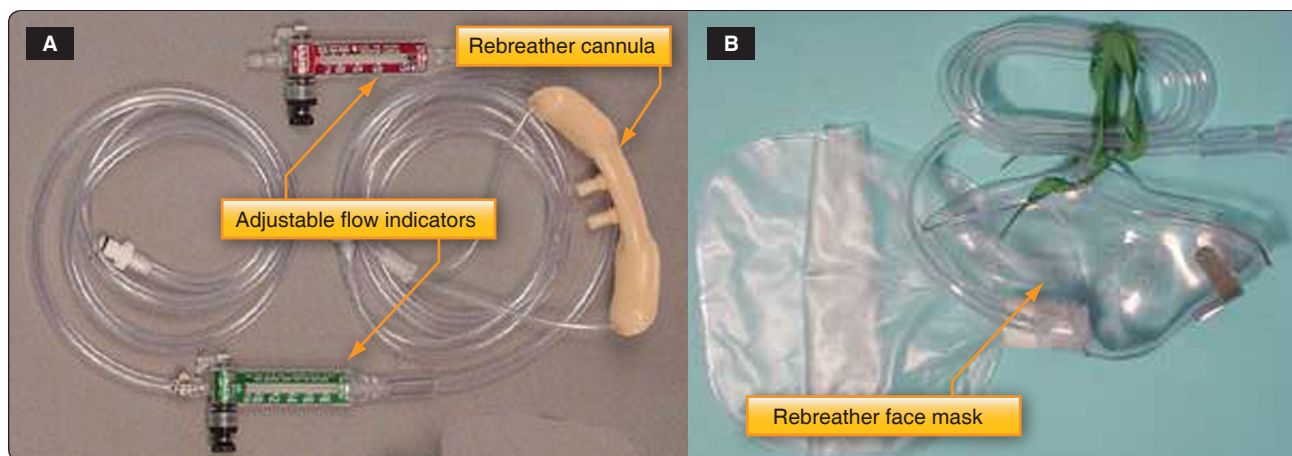 A
Rebreather cannula
B
Adjustable flow indicators
Rebreather face mask